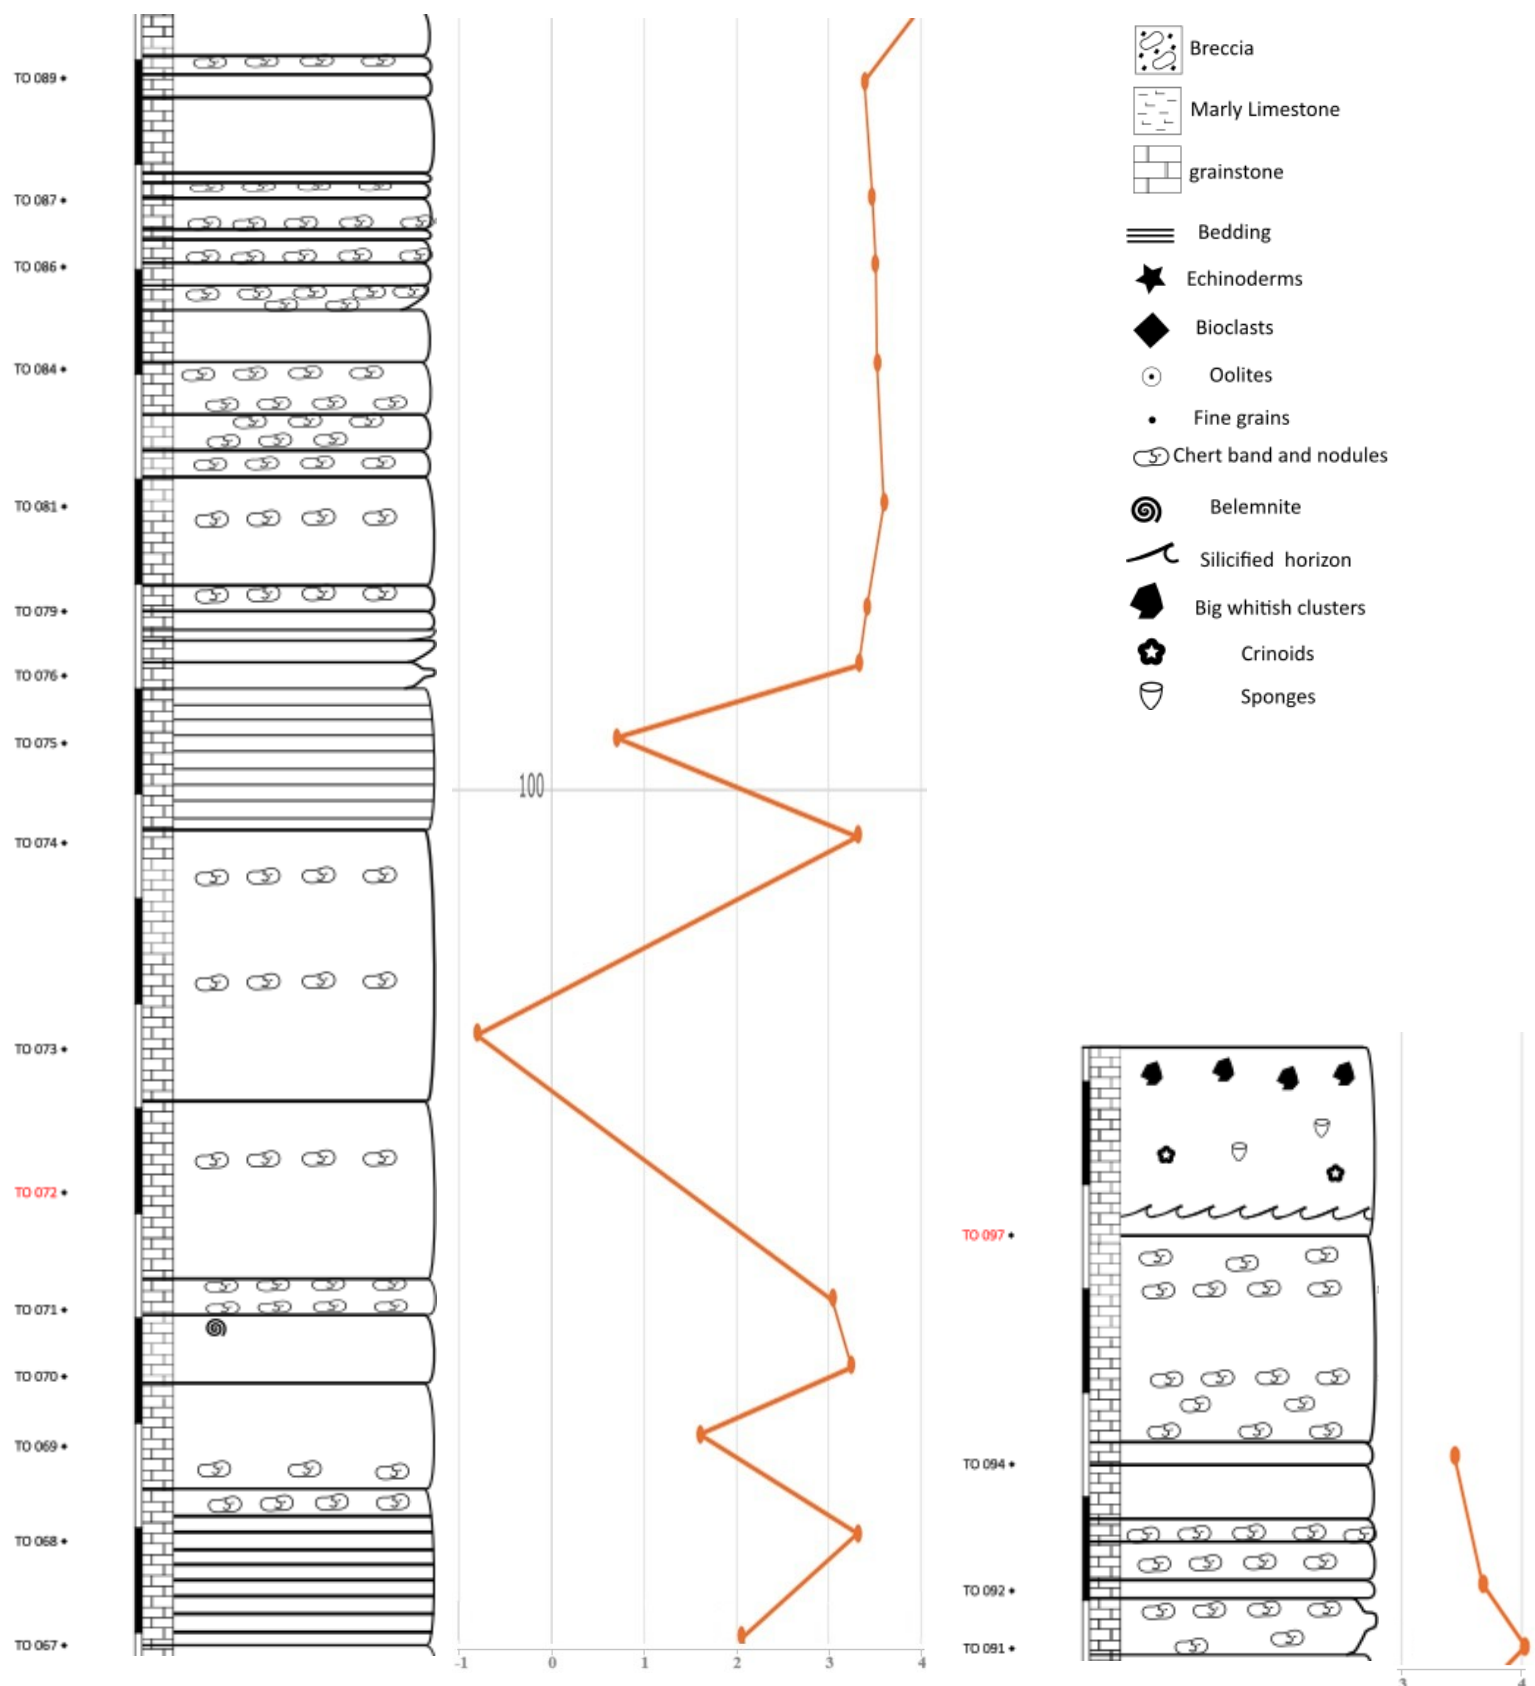 TO 089
TO 087
TO 086
TO 084
TO 081
TO 079
TO 076
TO 075
100
TO 074
TO 073
TO 072
TO 071
TO 070
TO 069
TO 068
TO 067
-1 0 1 2 3 4
Breccia
Marly Limestone
grainstone
Bedding
Echinoderms
Bioclasts
Oolites
Fine grains
Chert band and nodules
Belemnite
Silicified horizon
Big whitish clusters
Crinoids
Sponges
TO 097
TO 094
TO 092
TO 091
3 4